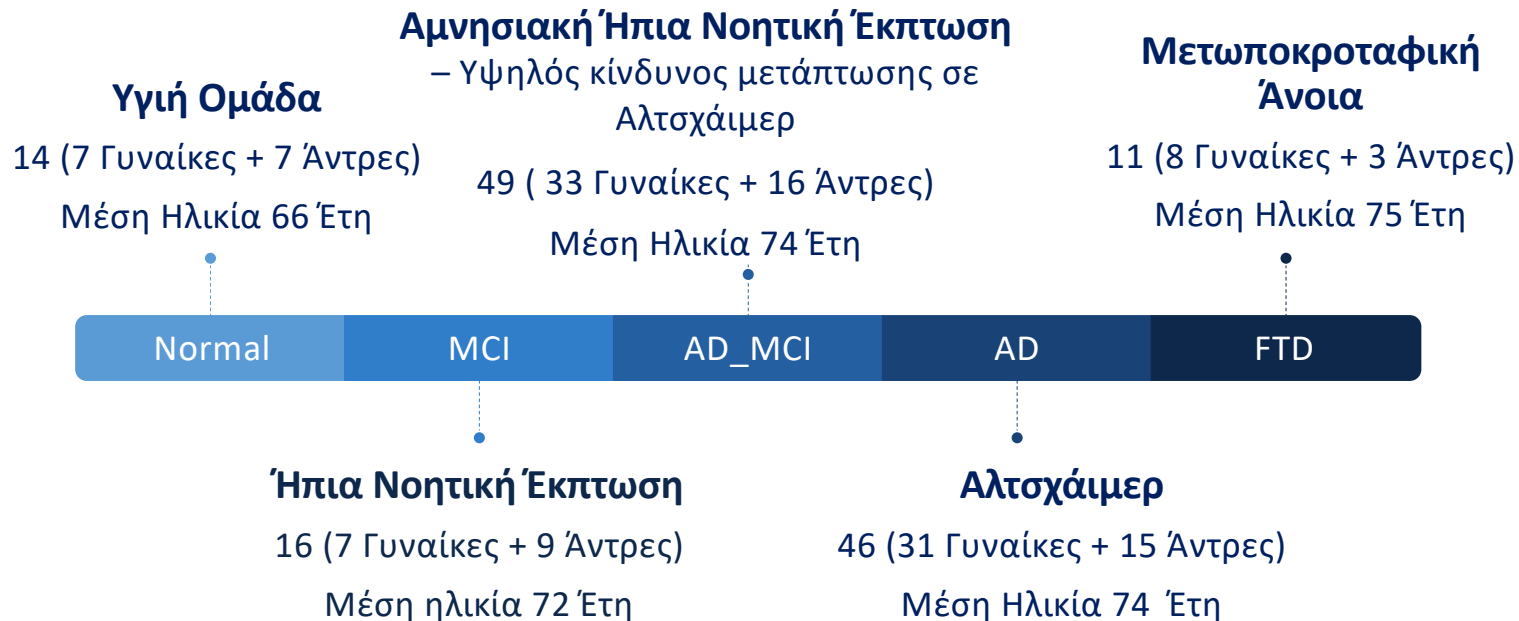 Υγιή Ομάδα
14 (7 Γυναίκες + 7 Άντρες)
Μέση Ηλικία 66 Έτη
Αμνησιακή Ήπια Νοητική Έκπτωση
– Υψηλός κίνδυνος μετάπτωσης σε
Αλτσχάιμερ
49 ( 33 Γυναίκες + 16 Άντρες)
Μέση Ηλικία 74 Έτη
Μετωποκροταφική
Άνοια
11 (8 Γυναίκες + 3 Άντρες)
Μέση Ηλικία 75 Έτη
Normal
MCI
AD_MCI
AD
FTD
Ήπια Νοητική Έκπτωση
16 (7 Γυναίκες + 9 Άντρες)
Μέση ηλικία 72 Έτη
Αλτσχάιμερ
46 (31 Γυναίκες + 15 Άντρες)
Μέση Ηλικία 74 Έτη